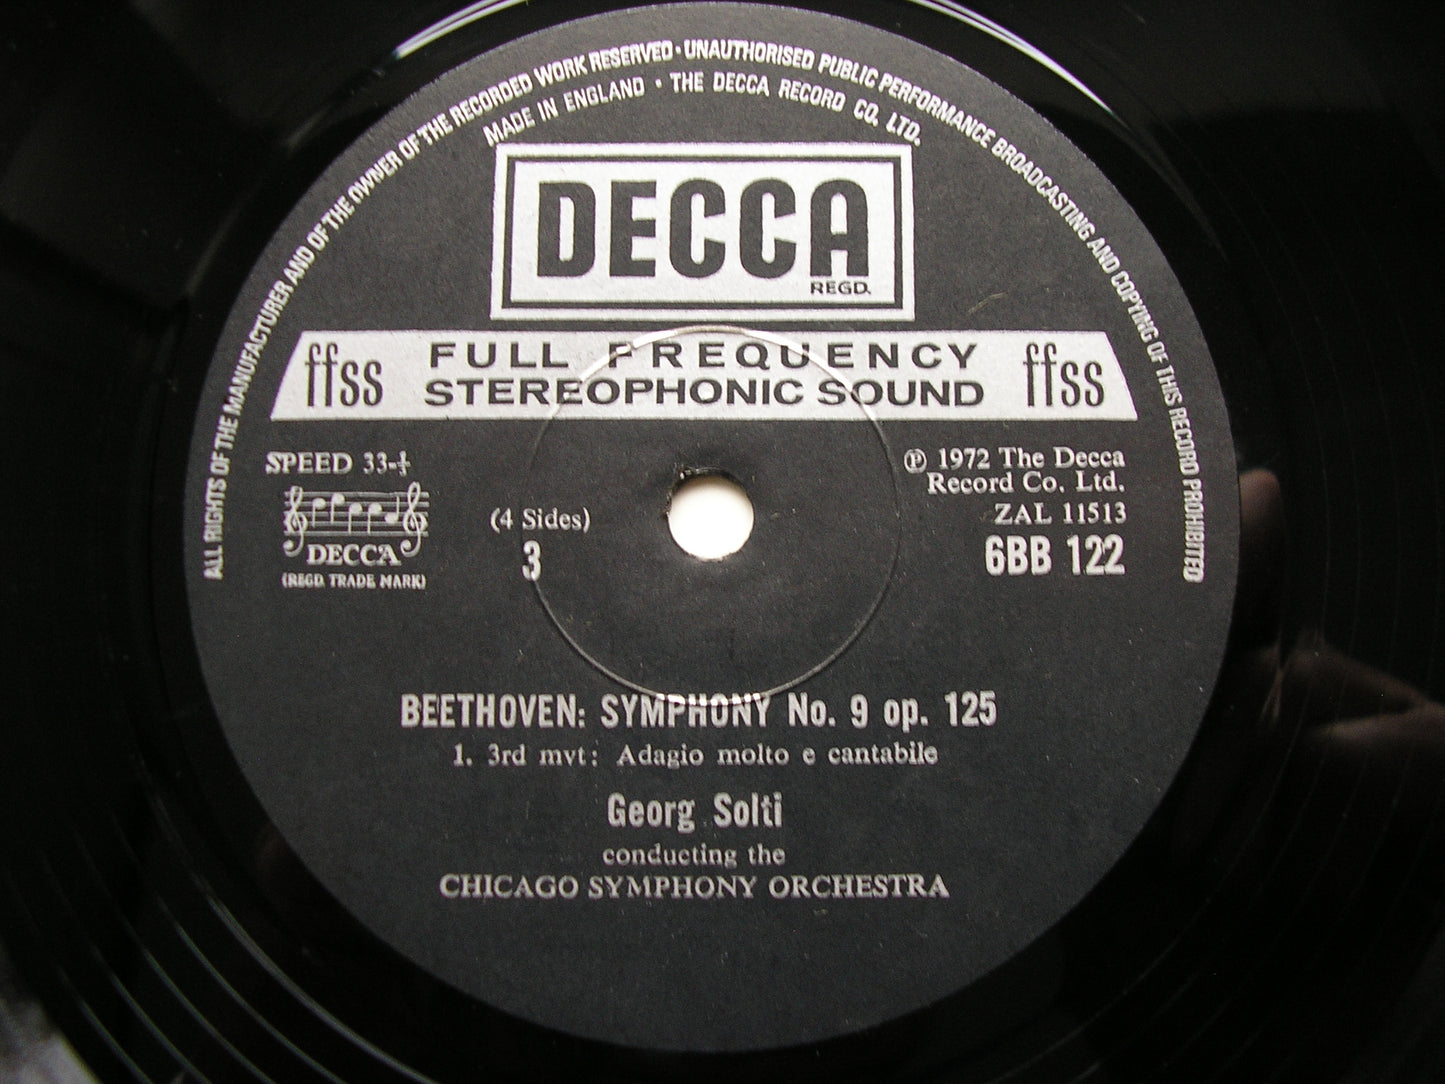 ALL RIGHTS OF THE MANUFACTURER AND OF THE OWNER OF THE RECORDED WORK RESERVED · UNAUTHORISED PUBLIC PERFORMANCE BROADCASTING AND COPYING OF THIS RECORD PROHIBITED
MADE IN ENGLAND · THE DECCA RECORD CO. LTD.
DECCA
REGD.
ffss FULL FREQUENCY STEREOPHONIC SOUND ffss
SPEED 33-⅓
DECCA
(REGD. TRADE MARK)
(4 Sides)
3
℗ 1972 The Decca
Record Co. Ltd.
ZAL 11513
6BB 122
BEETHOVEN: SYMPHONY No. 9 op. 125
1. 3rd mvt: Adagio molto e cantabile
Georg Solti
conducting the
CHICAGO SYMPHONY ORCHESTRA